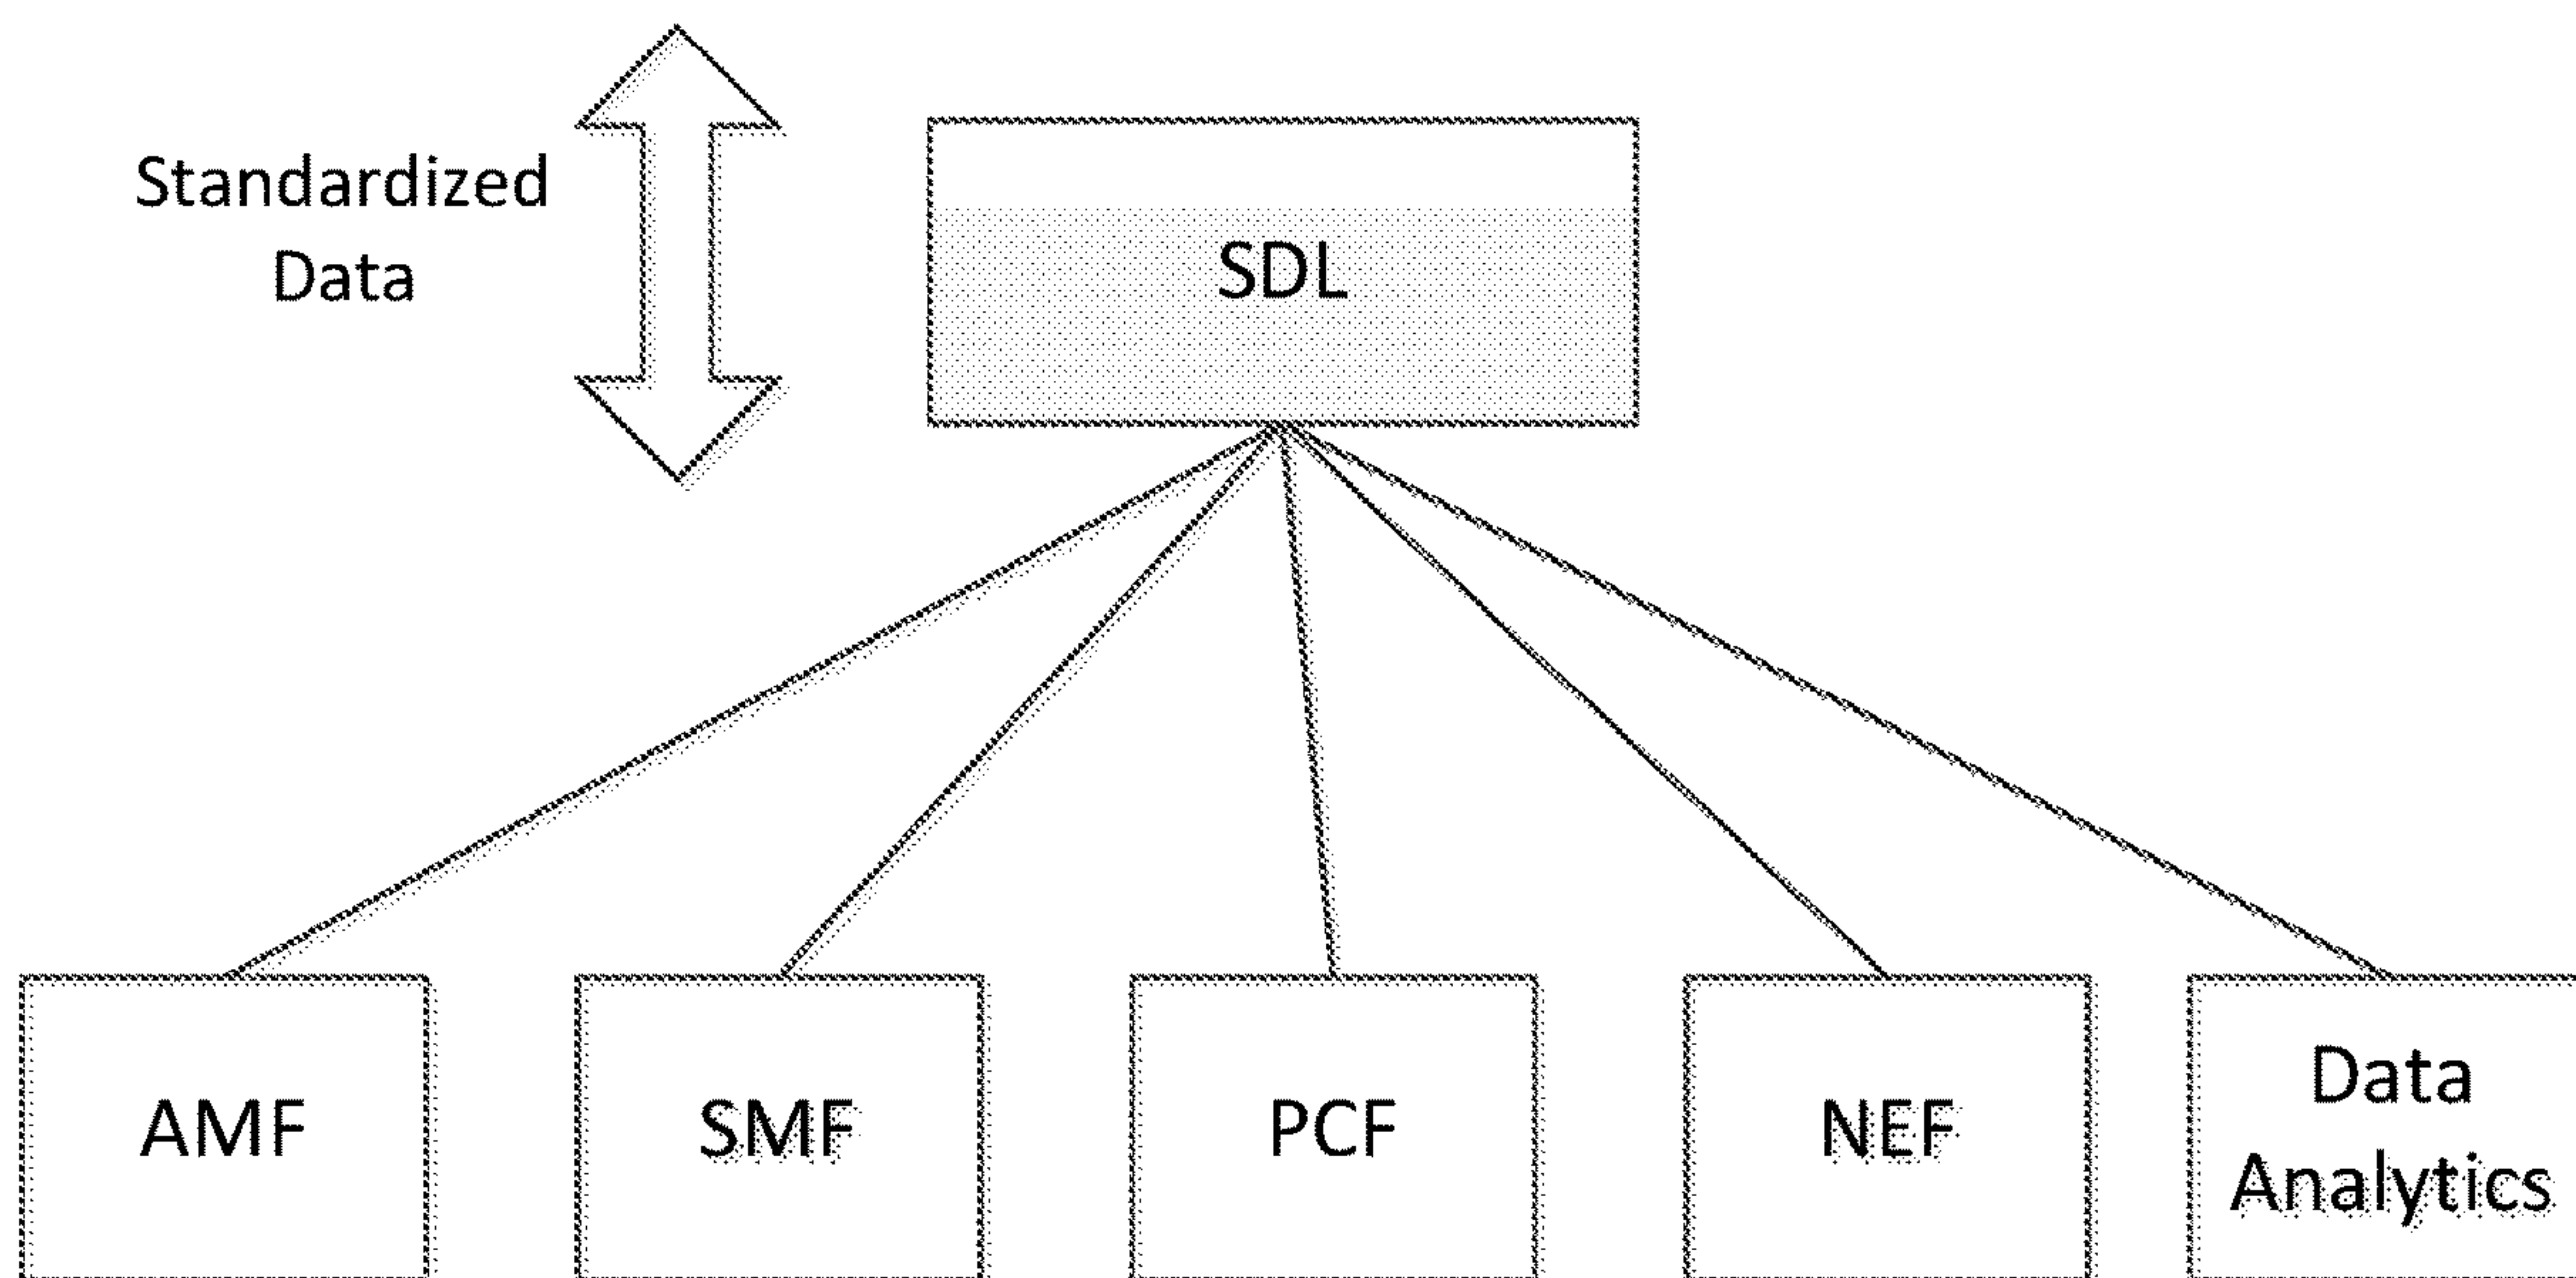 Standardized
Data
SDL
AMF
SMF
PCF
NEF
Data
Analytics